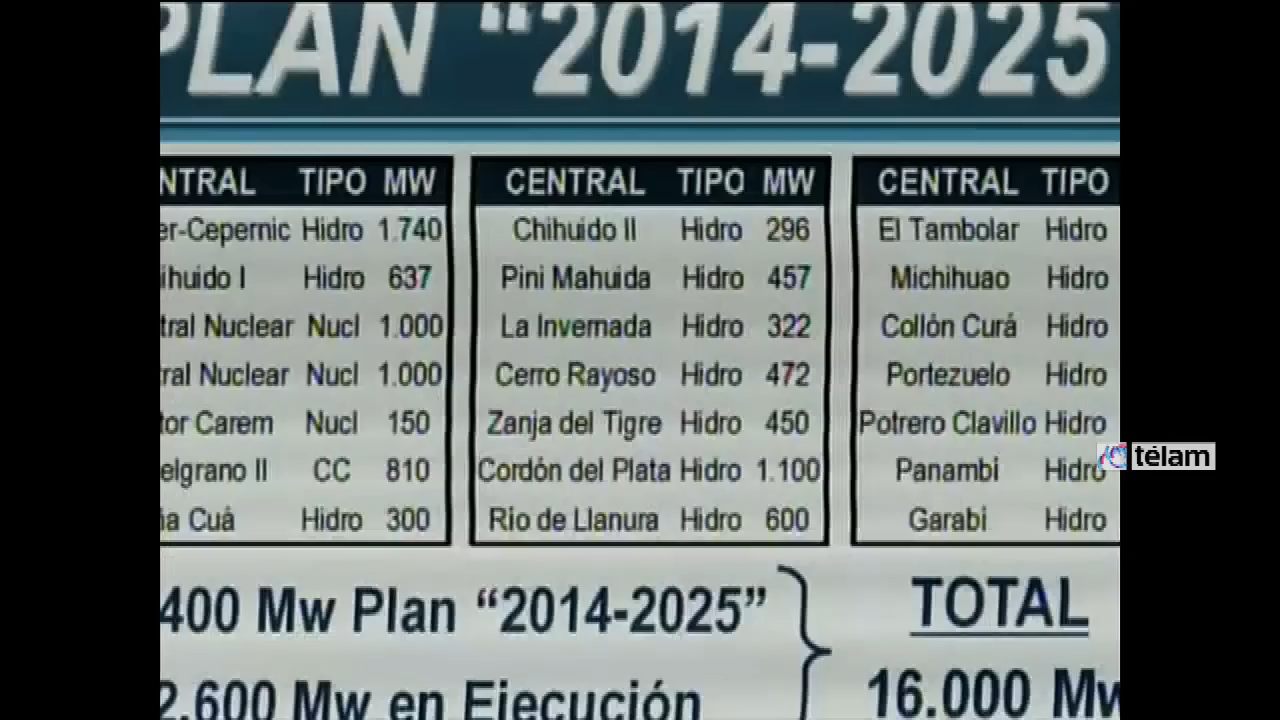 PLAN “2014-2025
NTRAL TIPO MW
er-Cepernic Hidro 1.740
ihuido I Hidro 637
tral Nuclear Nucl 1.000
ral Nuclear Nucl 1.000
tor Carem Nucl 150
elgrano II CC 810
ia Cuá Hidro 300
CENTRAL TIPO MW
Chihuido II Hidro 296
Pini Mahuida Hidro 457
La Invernada Hidro 322
Cerro Rayoso Hidro 472
Zanja del Tigre Hidro 450
Cordón del Plata Hidro 1.100
Rio de Llanura Hidro 600
CENTRAL TIPO
El Tambolar Hidro
Michihuao Hidro
Collón Curá Hidro
Portezuelo Hidro
Potrero Clavillo Hidro
Panambi Hidro
Garabi Hidro
télam
400 Mw Plan “2014-2025”
2.600 Mw en Ejecución
TOTAL
16.000 Mw